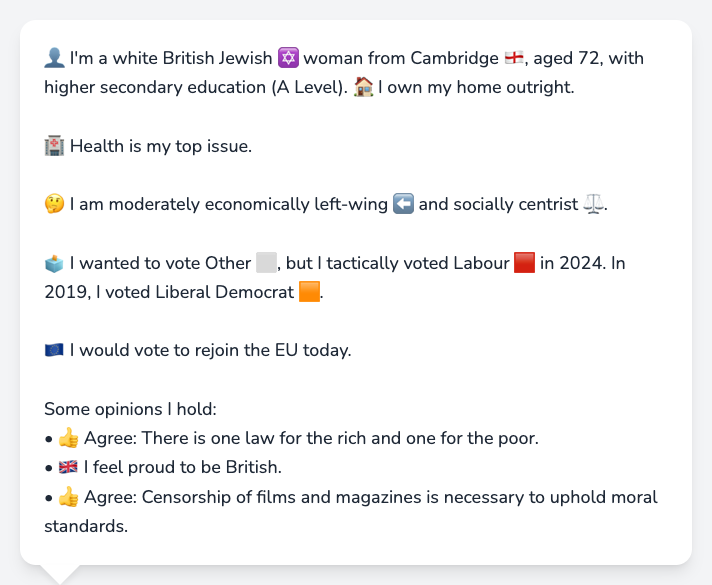 👤 I'm a white British Jewish ✡️ woman from Cambridge 🏴󠁧󠁢󠁥󠁮󠁧󠁿, aged 72, with
higher secondary education (A Level). 🏠 I own my home outright.
🏥 Health is my top issue.
🤔 I am moderately economically left-wing ⬅️ and socially centrist ⚖️.
🗳️ I wanted to vote Other ⬜, but I tactically voted Labour 🟥 in 2024. In
2019, I voted Liberal Democrat 🟧.
🇪🇺 I would vote to rejoin the EU today.
Some opinions I hold:
• 👍 Agree: There is one law for the rich and one for the poor.
• 🇬🇧 I feel proud to be British.
• 👍 Agree: Censorship of films and magazines is necessary to uphold moral
standards.